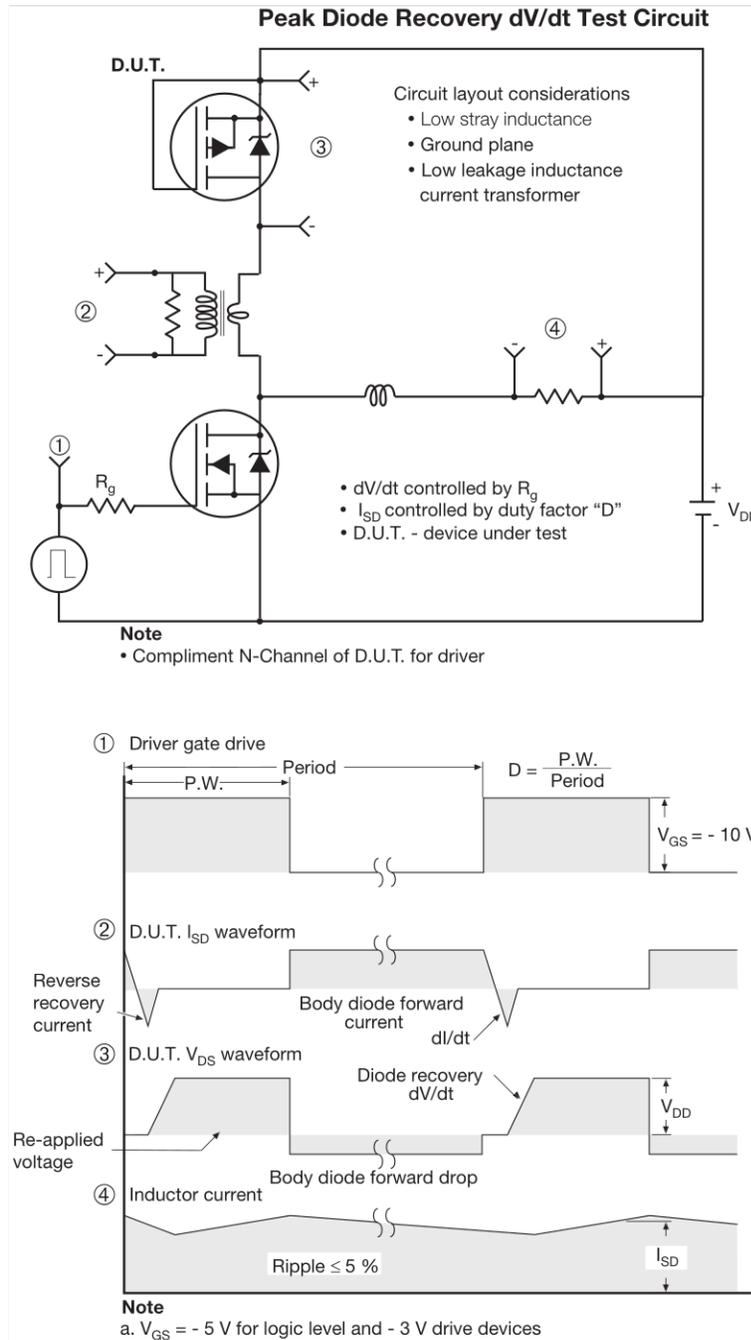 Peak Diode Recovery dV/dt Test Circuit
D.U.T.
+
-
③
Circuit layout considerations
• Low stray inductance
• Ground plane
• Low leakage inductance
current transformer
+
②
-
④
-
+
①
Rg
• dV/dt controlled by Rg
• ISD controlled by duty factor “D”
• D.U.T. - device under test
+
-
VD
Note
• Compliment N-Channel of D.U.T. for driver
① Driver gate drive
Period
P.W.
D = P.W.
Period
VGS = - 10 V
② D.U.T. ISD waveform
Reverse
recovery
current
Body diode forward
current
dI/dt
③ D.U.T. VDS waveform
Diode recovery
dV/dt
VDD
Re-applied
voltage
Body diode forward drop
④ Inductor current
Ripple ≤ 5 %
ISD
Note
a. VGS = - 5 V for logic level and - 3 V drive devices